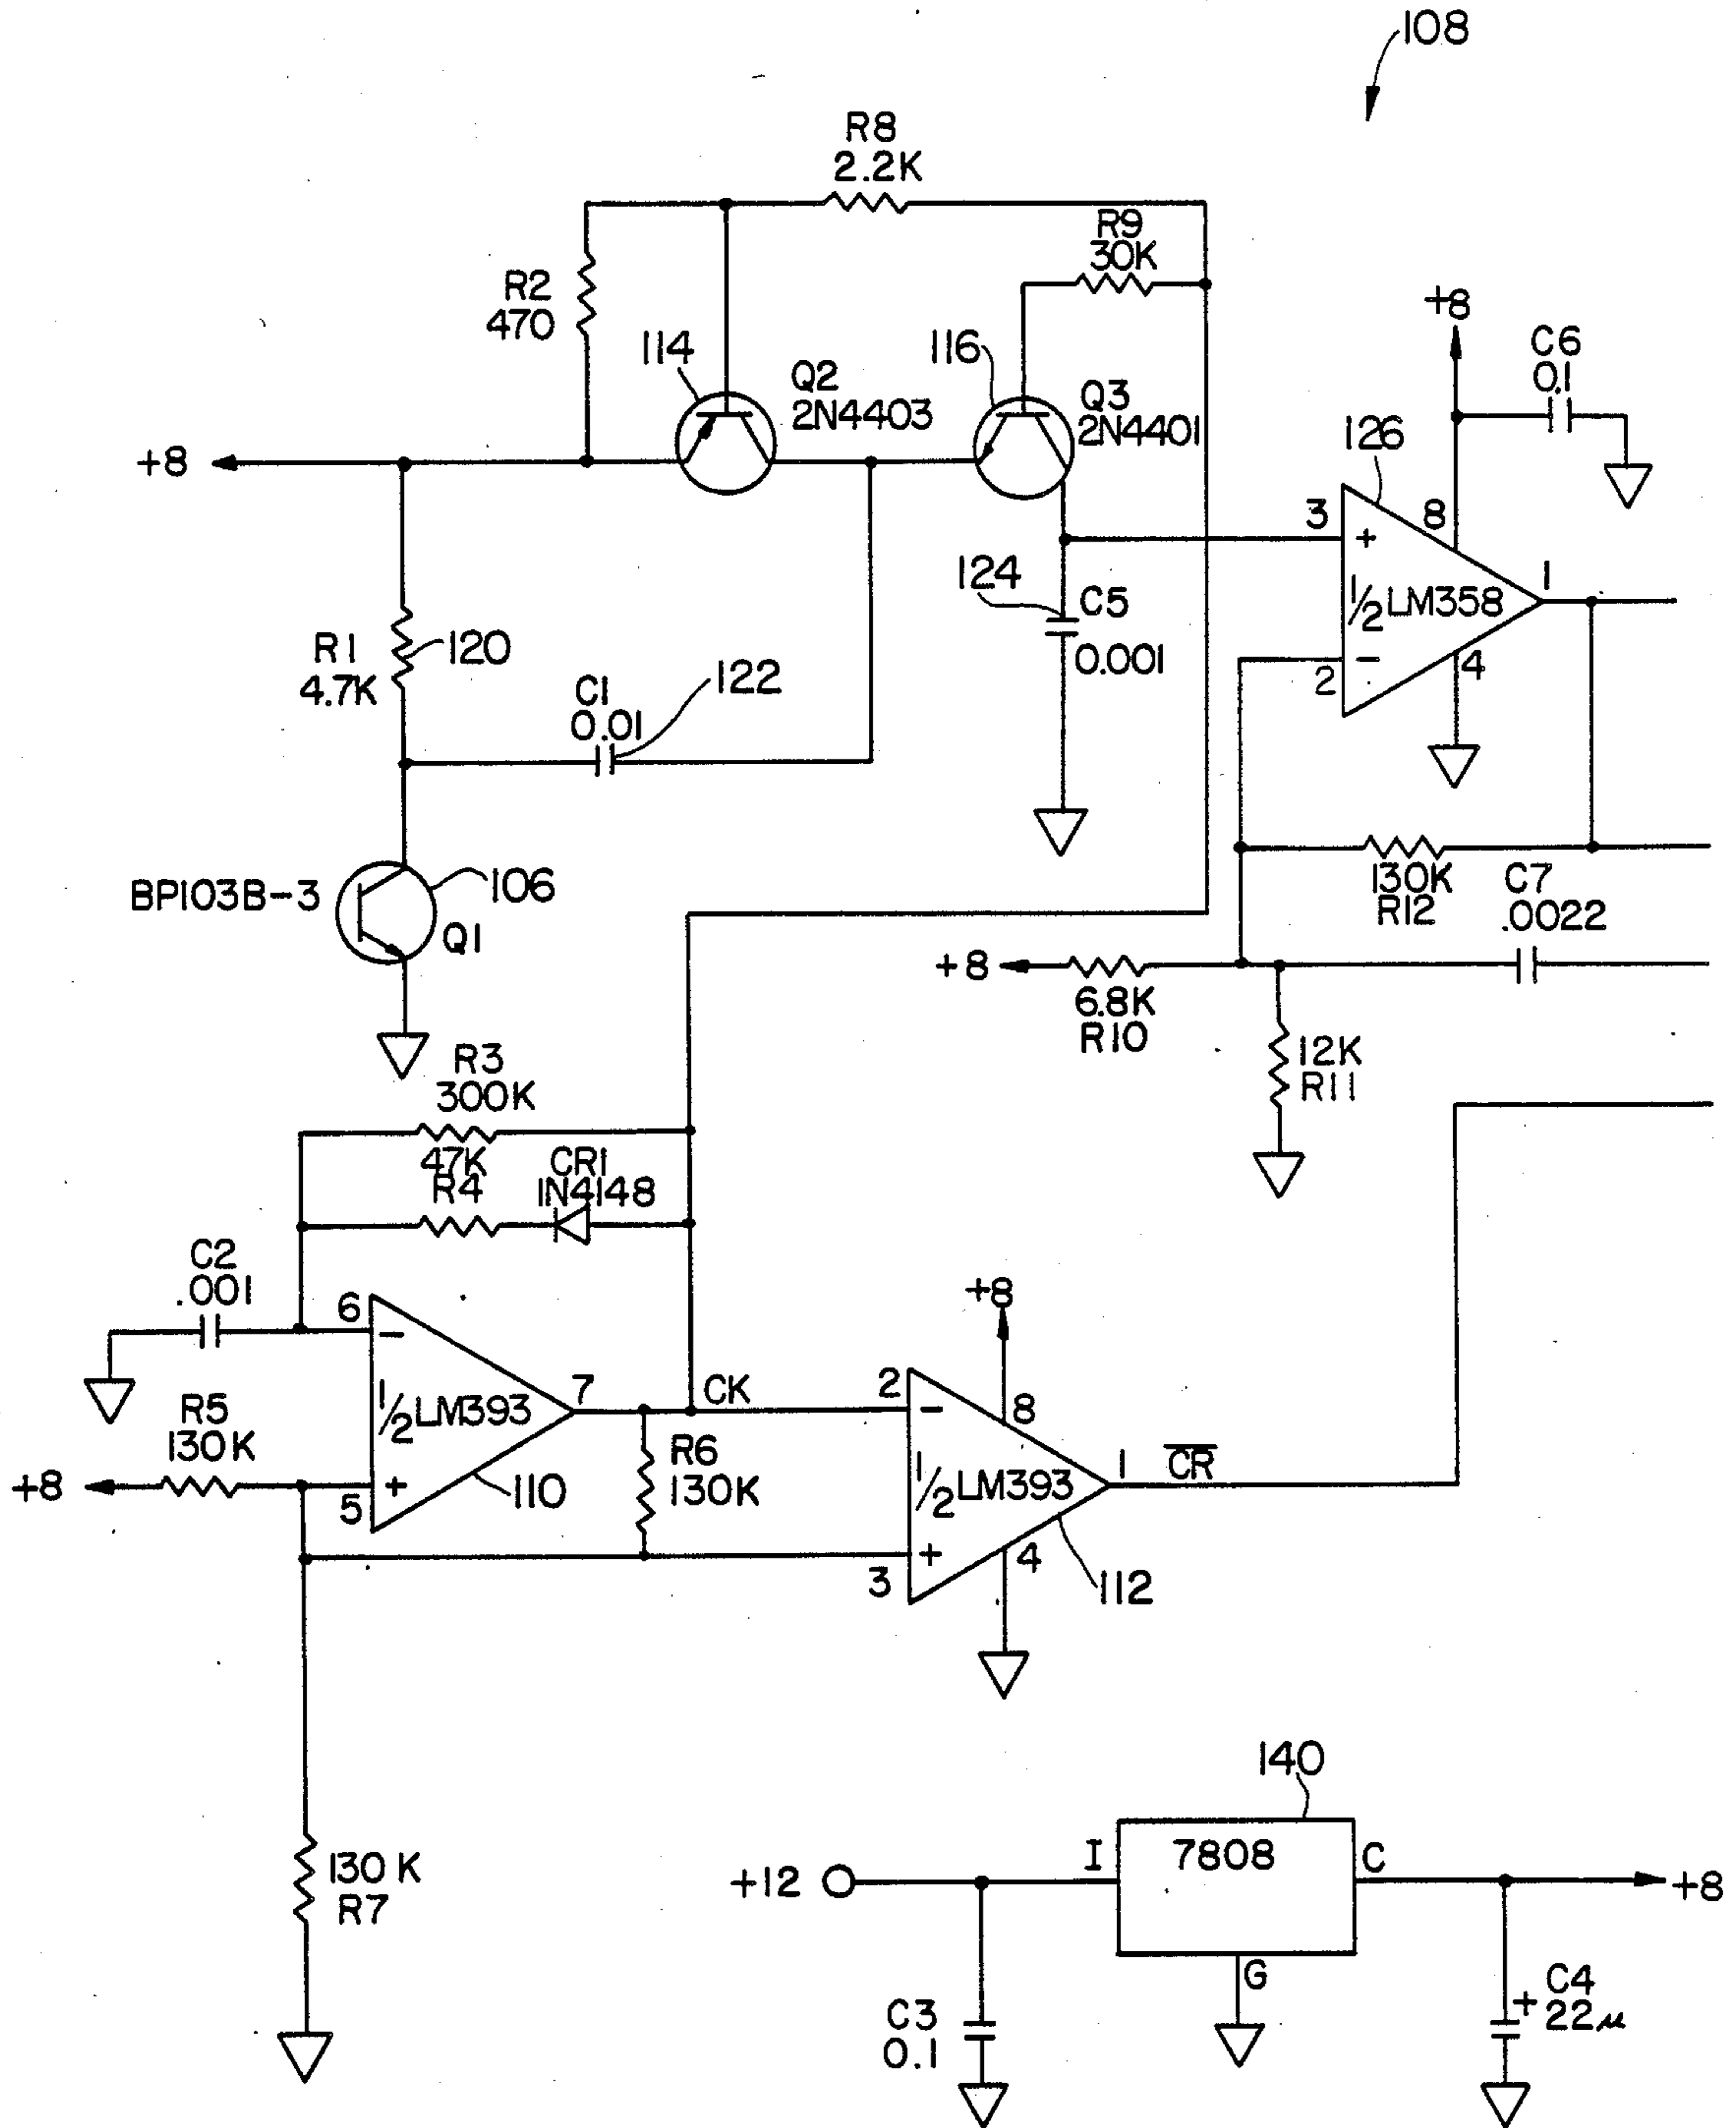 108
R8
2.2K
R9
30K
R2
470
114
Q2
2N4403
116
Q3
2N4401
+8
C6
0.1
126
+8
3
+
8
1
1/2 LM358
124
C5
0.001
2
−
4
R1
4.7K
120
C1
0.01
122
130K
R12
C7
.0022
BP103B-3
106
Q1
+8
6.8K
R10
12K
R11
R3
300K
47K
R4
CR1
1N4148
C2
.001
6
−
1/2 LM393
7
CK
+8
2
−
8
R5
130K
+8
5
+
110
R6
130K
1/2 LM393
1
C̅R̅
3
+
4
112
130K
R7
140
+12
I
7808
C
+8
G
C3
0.1
+
C4
22μ